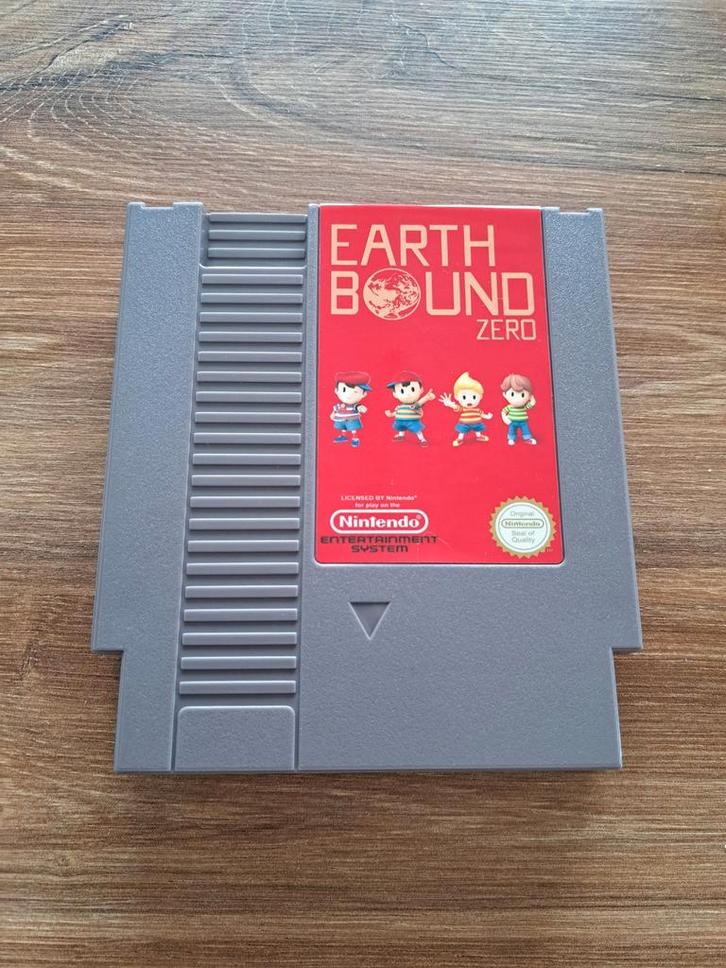 EARTH
BOUND
ZERO
LICENSED BY Nintendo®
for play on the
Nintendo®
ENTERTAINMENT
SYSTEM
Original
Nintendo
Seal of
Quality